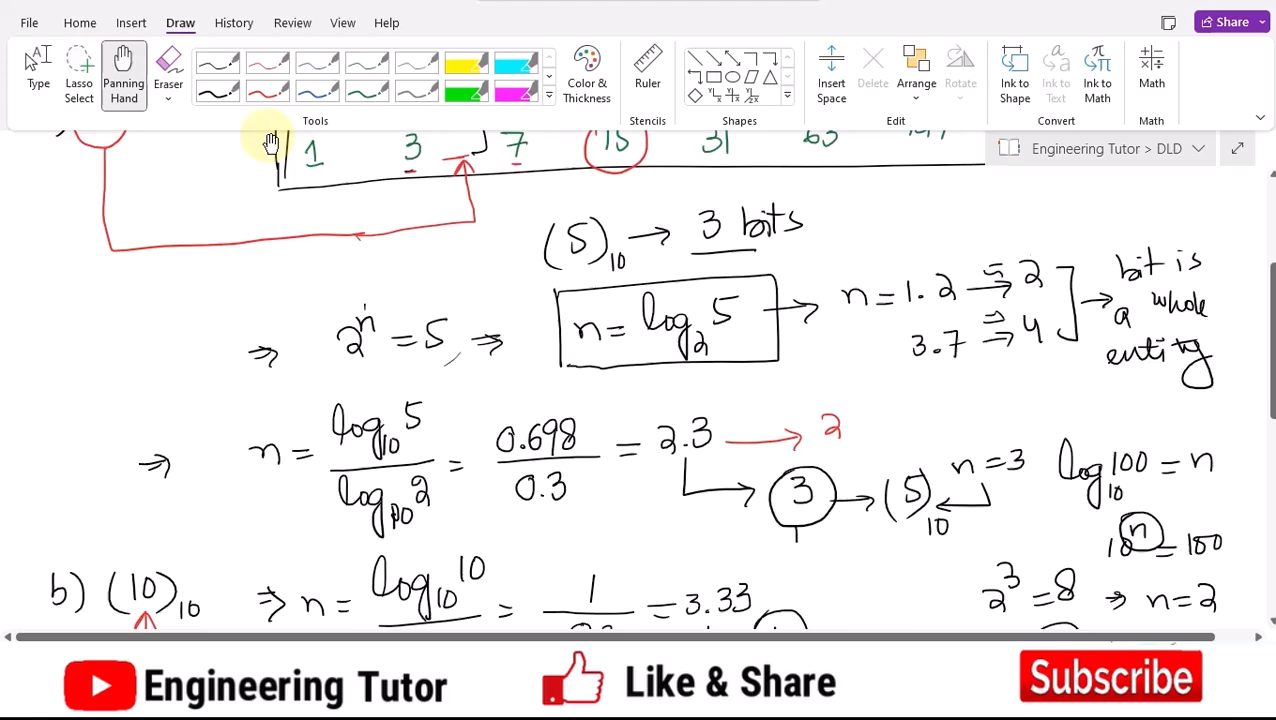 File Home Insert Draw History Review View Help Share
Type Lasso Select Panning Hand Eraser Color & Thickness Ruler Insert Space Delete Arrange Rotate Ink to Shape Ink to Text Ink to Math Math
Tools Stencils Shapes Edit Convert Math
1 3 7 15 31 63
Engineering Tutor > DLD
(5)₁₀ → 3 bits
⇒ 2ⁿ = 5, ⇒ n = log₂ 5 → n = 1.2 ⇒ 2
3.7 ⇒ 4
→ bit is
a whole
entity
⇒ n = log₁₀ 5 / log₁₀ 2 = 0.698 / 0.3 = 2.3 → 2
3 → (5)₁₀ n = 3
log₁₀ 100 = n
10ⁿ = 100
b) (10)₁₀ ⇒ n = log₁₀ 10 = 1 = 3.33
2³ = 8 ⇒ n = 2
Engineering Tutor Like & Share Subscribe